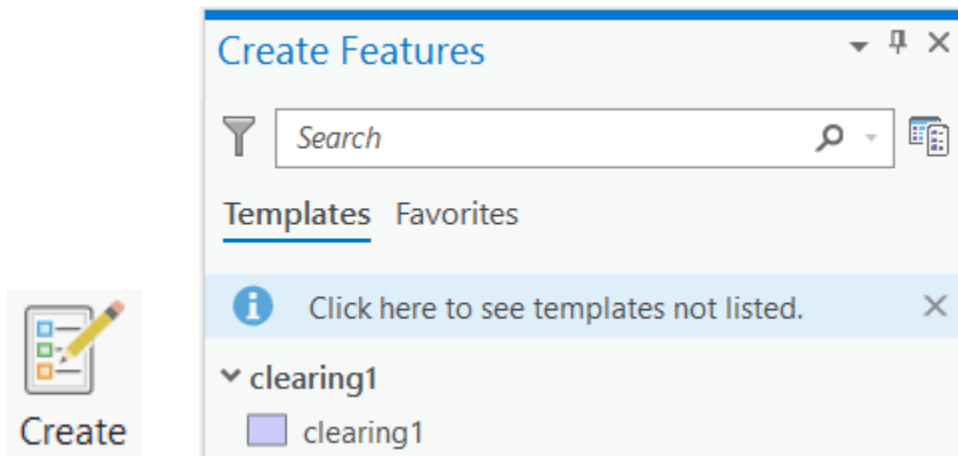 Create Features
Search
Templates Favorites
Click here to see templates not listed.
clearing1
clearing1
Create